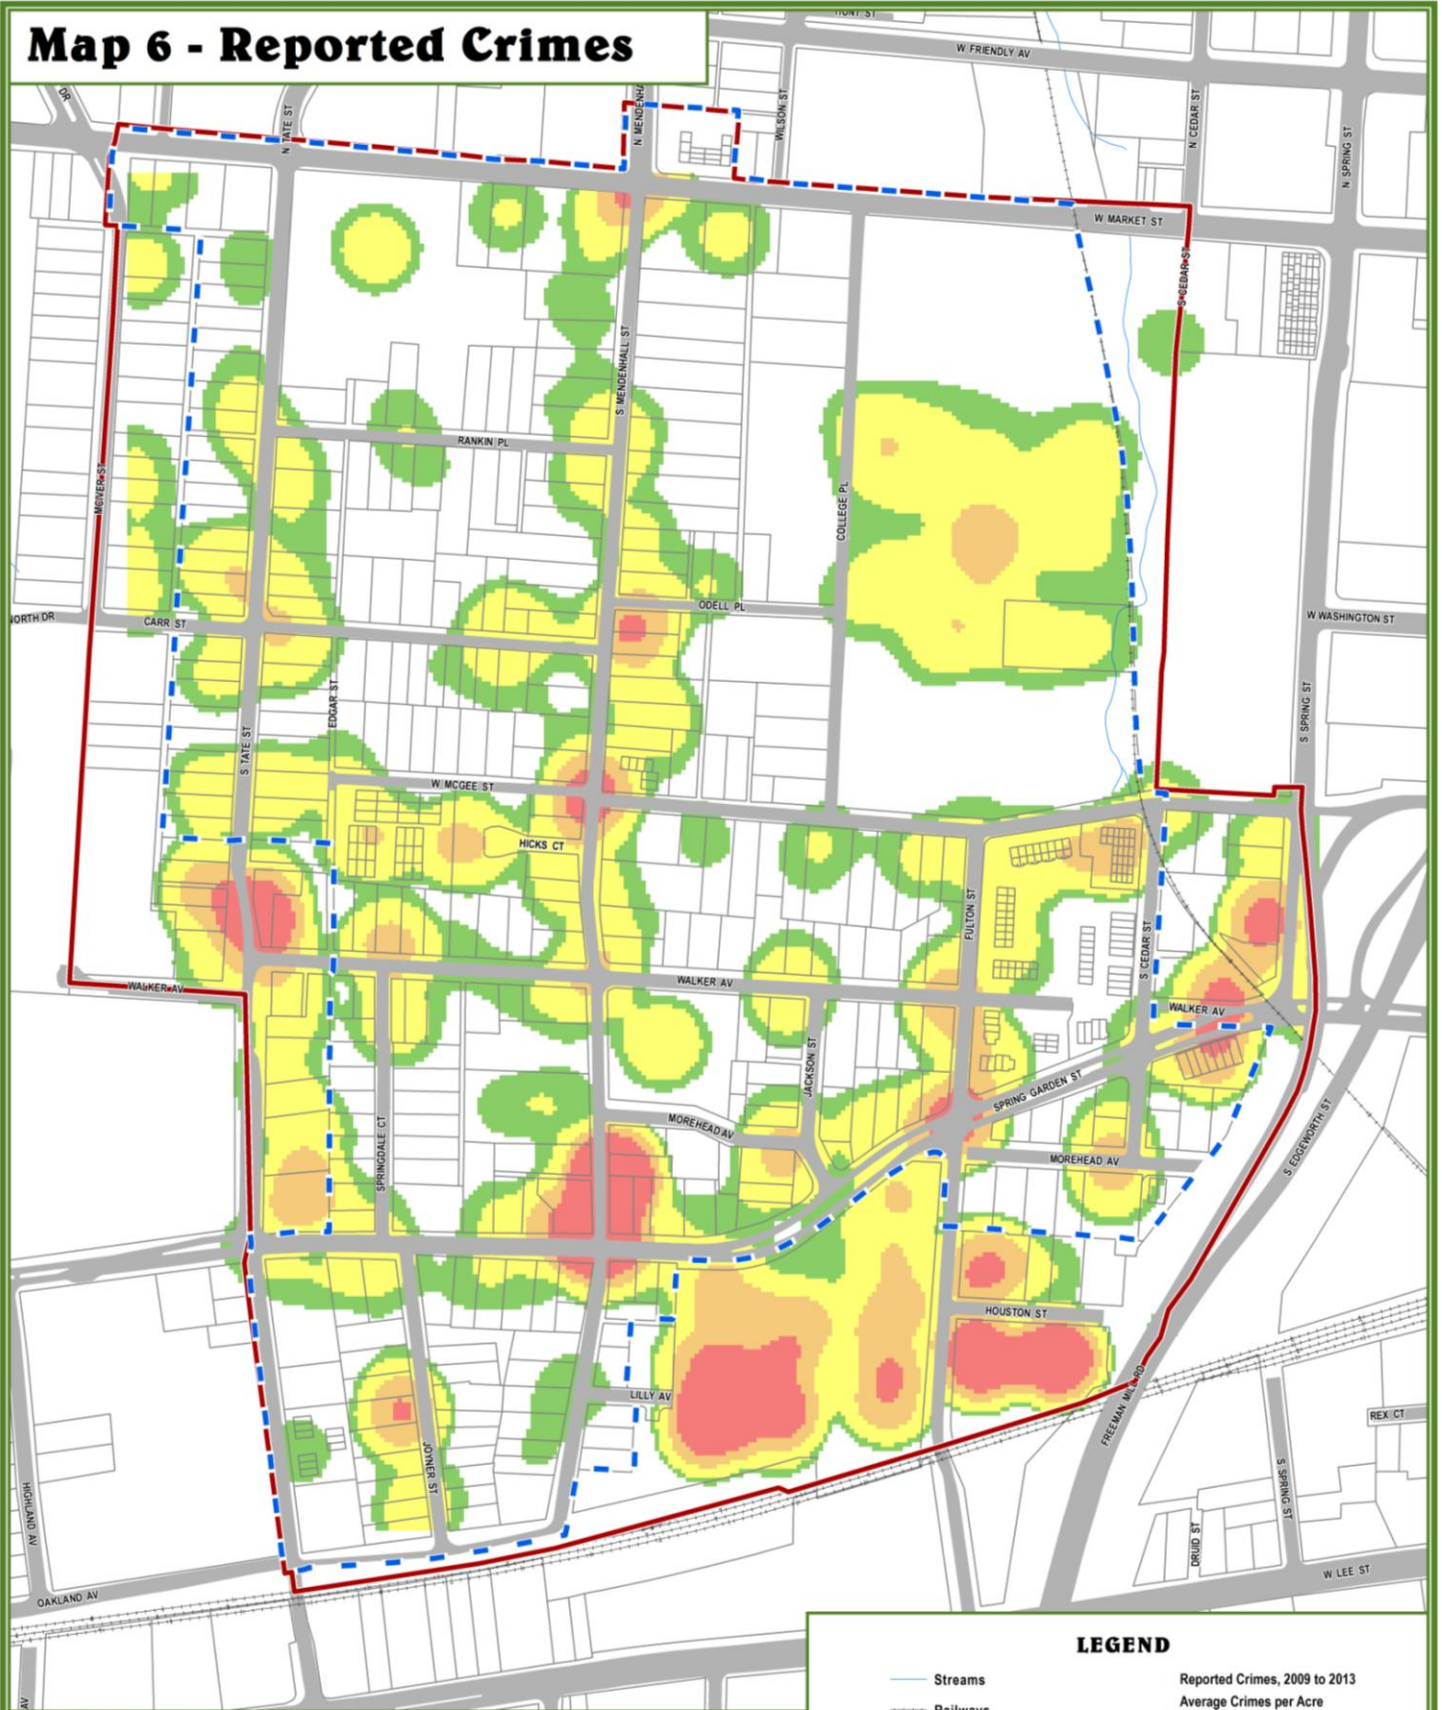 Map 6 - Reported Crimes
W FRIENDLY AV
DR
N TATE ST
WILSON ST
N CEDAR ST
N SPRING ST
W MARKET ST
S CEDAR ST
S MENDENHALL ST
RANKIN PL
MCIVER ST
COLLEGE PL
ODELL PL
CARR ST
W WASHINGTON ST
EDGAR ST
S TATE ST
S SPRING ST
W MCGEE ST
HICKS CT
FULTON ST
S CEDAR ST
WALKER AV
WALKER AV
WALKER AV
JACKSON ST
SPRING GARDEN ST
MOREHEAD AV
SPRINGDALE CT
MOREHEAD AV
S EDGEWORTH ST
HOUSTON ST
LILLY AV
FREEMAN MILL RD
REX CT
JOYNER ST
HIGHLAND AV
S SPRING ST
DRUID ST
OAKLAND AV
W LEE ST
AV
LEGEND
Streams
Reported Crimes, 2009 to 2013
Railways
Average Crimes per Acre